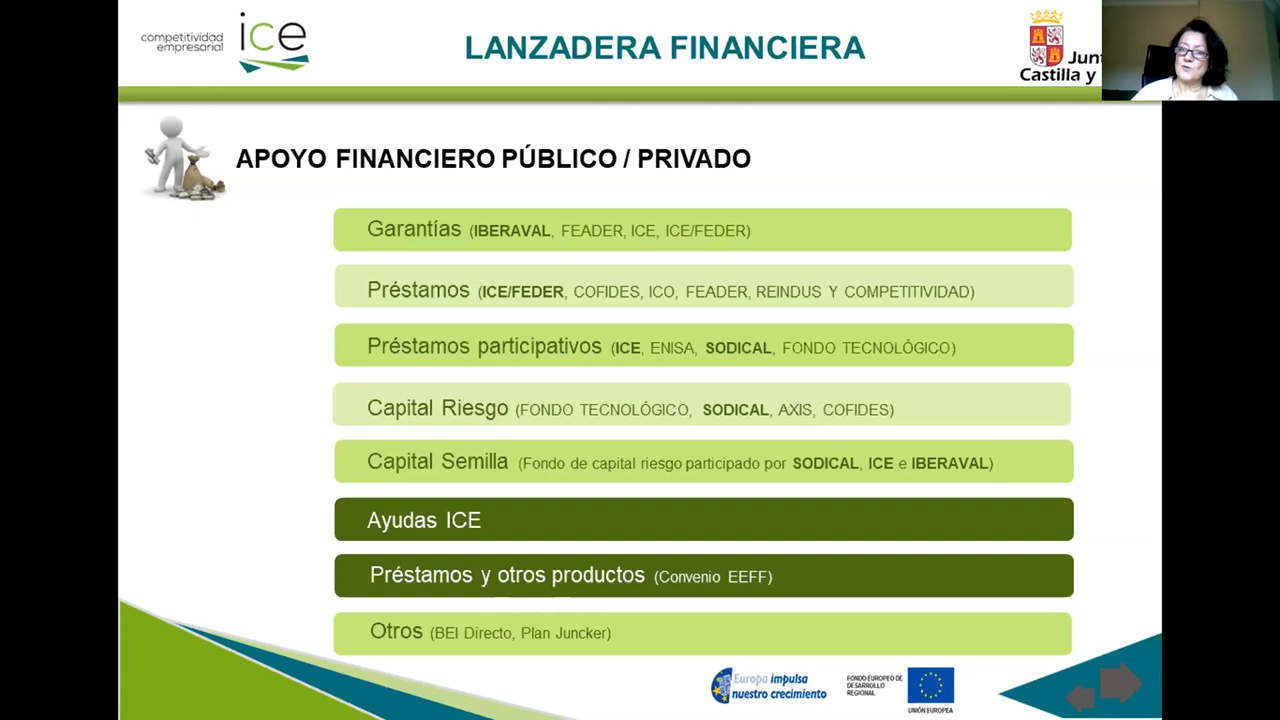 competitividad
empresarial
ice
LANZADERA FINANCIERA
Junt
Castilla y
APOYO FINANCIERO PÚBLICO / PRIVADO
Garantías (IBERAVAL, FEADER, ICE, ICE/FEDER)
Préstamos (ICE/FEDER, COFIDES, ICO, FEADER, REINDUS Y COMPETITIVIDAD)
Préstamos participativos (ICE, ENISA, SODICAL, FONDO TECNOLÓGICO)
Capital Riesgo (FONDO TECNOLÓGICO, SODICAL, AXIS, COFIDES)
Capital Semilla (Fondo de capital riesgo participado por SODICAL, ICE e IBERAVAL)
Ayudas ICE
Préstamos y otros productos (Convenio EEFF)
Otros (BEI Directo, Plan Juncker)
Europa impulsa
nuestro crecimiento
FONDO EUROPEO DE
DESARROLLO
REGIONAL
UNIÓN EUROPEA